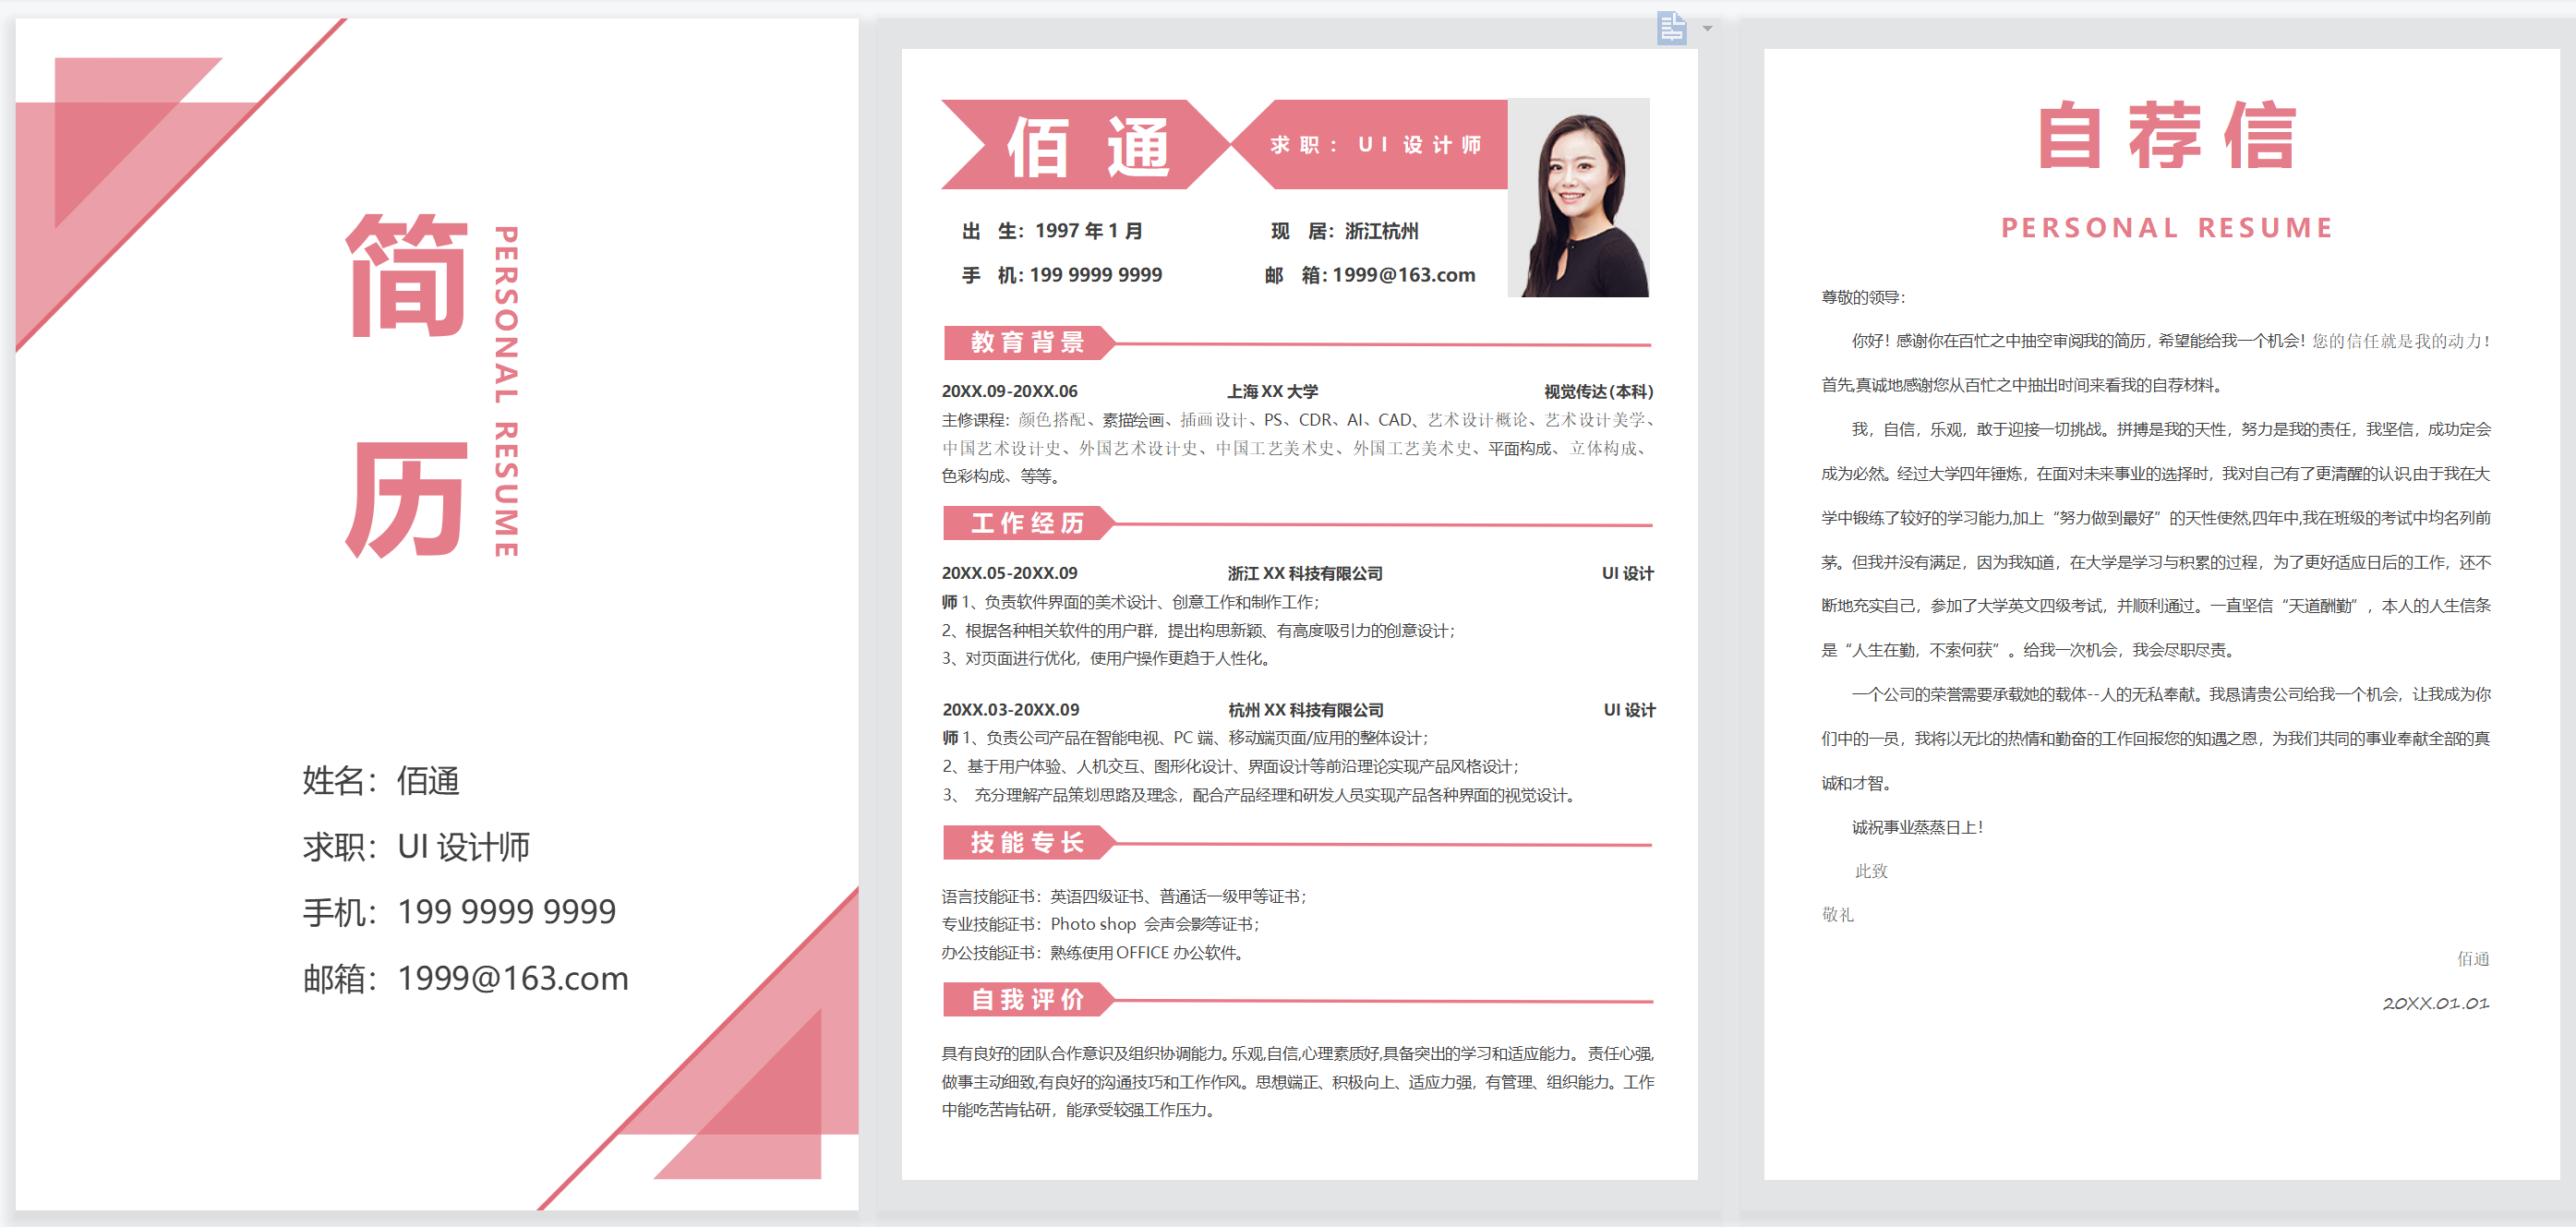 简
历
PERSONAL RESUME
姓名：佰通
求职：UI 设计师
手机：199 9999 9999
邮箱：1999@163.com
佰 通
求职：UI设计师
出 生：1997 年 1 月
现 居：浙江杭州
手 机：199 9999 9999
邮 箱：1999@163.com
教育背景
20XX.09-20XX.06 上海 XX 大学 视觉传达（本科）
主修课程：颜色搭配、素描绘画、插画设计、PS、CDR、AI、CAD、艺术设计概论、艺术设计美学、
中国艺术设计史、外国艺术设计史、中国工艺美术史、外国工艺美术史、平面构成、立体构成、
色彩构成、等等。
工作经历
20XX.05-20XX.09 浙江 XX 科技有限公司 UI 设计
师 1、负责软件界面的美术设计、创意工作和制作工作；
2、根据各种相关软件的用户群，提出构思新颖、有高度吸引力的创意设计；
3、对页面进行优化，使用户操作更趋于人性化。
20XX.03-20XX.09 杭州 XX 科技有限公司 UI 设计
师 1、负责公司产品在智能电视、PC 端、移动端页面/应用的整体设计；
2、基于用户体验、人机交互、图形化设计、界面设计等前沿理论实现产品风格设计；
3、 充分理解产品策划思路及理念，配合产品经理和研发人员实现产品各种界面的视觉设计。
技能专长
语言技能证书：英语四级证书、普通话一级甲等证书；
专业技能证书：Photo shop 会声会影等证书；
办公技能证书：熟练使用 OFFICE 办公软件。
自我评价
具有良好的团队合作意识及组织协调能力。乐观,自信,心理素质好,具备突出的学习和适应能力。 责任心强,
做事主动细致,有良好的沟通技巧和工作作风。思想端正、积极向上、适应力强，有管理、组织能力。工作
中能吃苦肯钻研，能承受较强工作压力。
自荐信
PERSONAL RESUME
尊敬的领导：
你好！感谢你在百忙之中抽空审阅我的简历，希望能给我一个机会！您的信任就是我的动力！
首先,真诚地感谢您从百忙之中抽出时间来看我的自荐材料。
我，自信，乐观，敢于迎接一切挑战。拼搏是我的天性，努力是我的责任，我坚信，成功定会
成为必然。经过大学四年锤炼，在面对未来事业的选择时，我对自己有了更清醒的认识,由于我在大
学中锻练了较好的学习能力,加上“努力做到最好”的天性使然,四年中,我在班级的考试中均名列前
茅。但我并没有满足，因为我知道，在大学是学习与积累的过程，为了更好适应日后的工作，还不
断地充实自己，参加了大学英文四级考试，并顺利通过。一直坚信“天道酬勤”，本人的人生信条
是“人生在勤，不索何获”。给我一次机会，我会尽职尽责。
一个公司的荣誉需要承载她的载体--人的无私奉献。我恳请贵公司给我一个机会，让我成为你
们中的一员，我将以无比的热情和勤奋的工作回报您的知遇之恩，为我们共同的事业奉献全部的真
诚和才智。
诚祝事业蒸蒸日上！
此致
敬礼
佰通
20XX.01.01